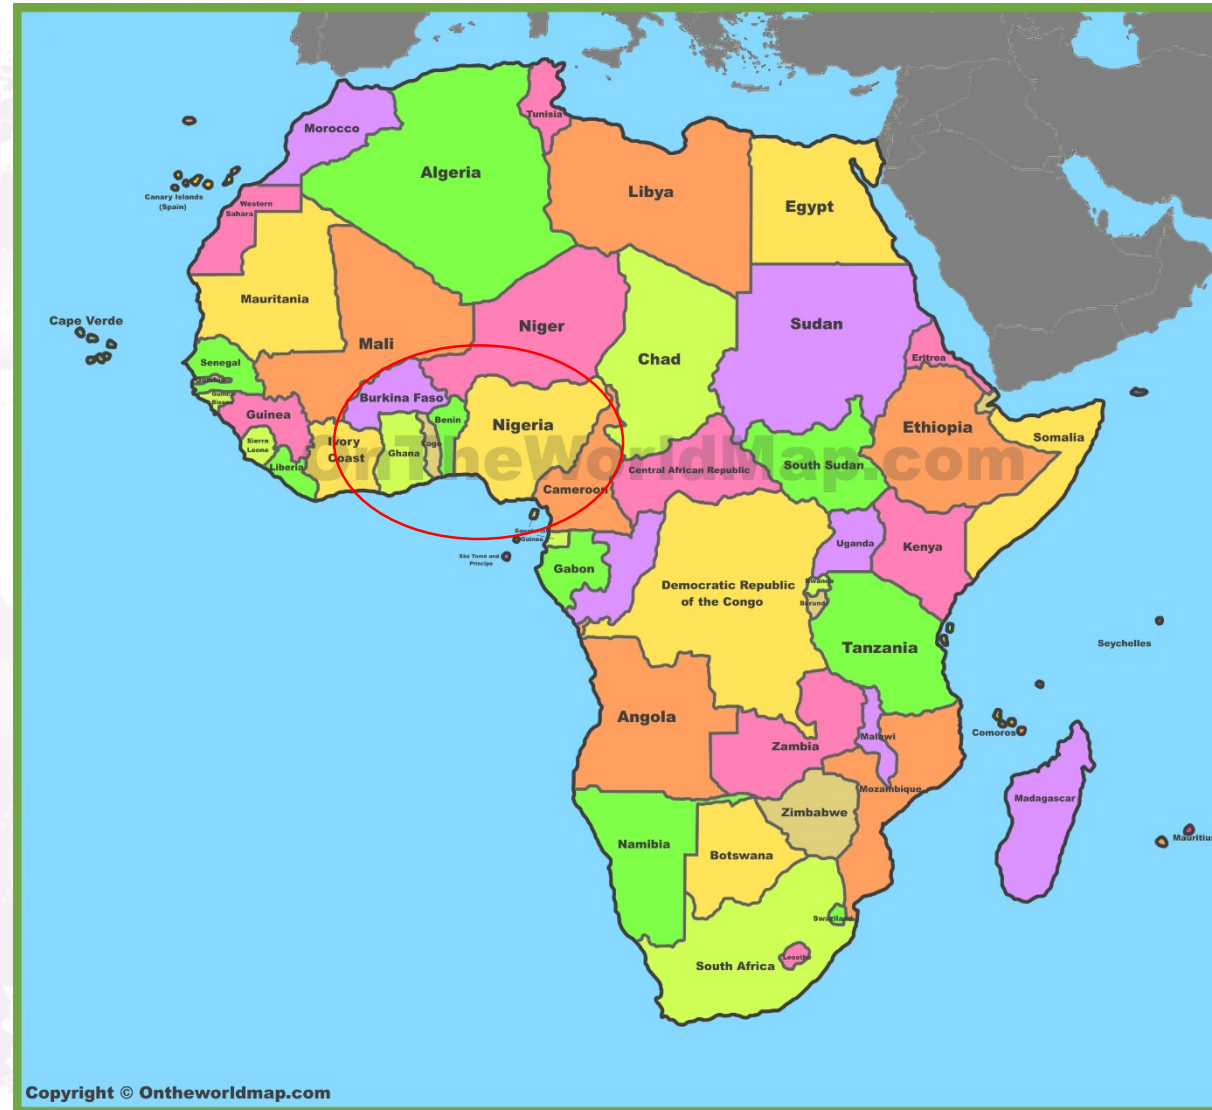 Tunisia
Morocco
Algeria
Libya
Egypt
Canary Islands
(Spain)
Western
Sahara
Mauritania
Mali
Niger
Chad
Sudan
Eritrea
Cape Verde
Senegal
Guinea
Burkina Faso
Benin
Nigeria
Ethiopia
Somalia
Sierra
Leone
Liberia
Ivory
Coast
Ghana
Togo
OnTheWorldMap.com
Central African Republic
South Sudan
Cameroon
Equatorial
Guinea
São Tomé and
Principe
Gabon
Uganda
Kenya
Democratic Republic
of the Congo
Rwanda
Burundi
Tanzania
Seychelles
Angola
Zambia
Malawi
Comoros
Mozambique
Madagascar
Mauritius
Zimbabwe
Namibia
Botswana
Swaziland
South Africa
Lesotho
Copyright © Ontheworldmap.com